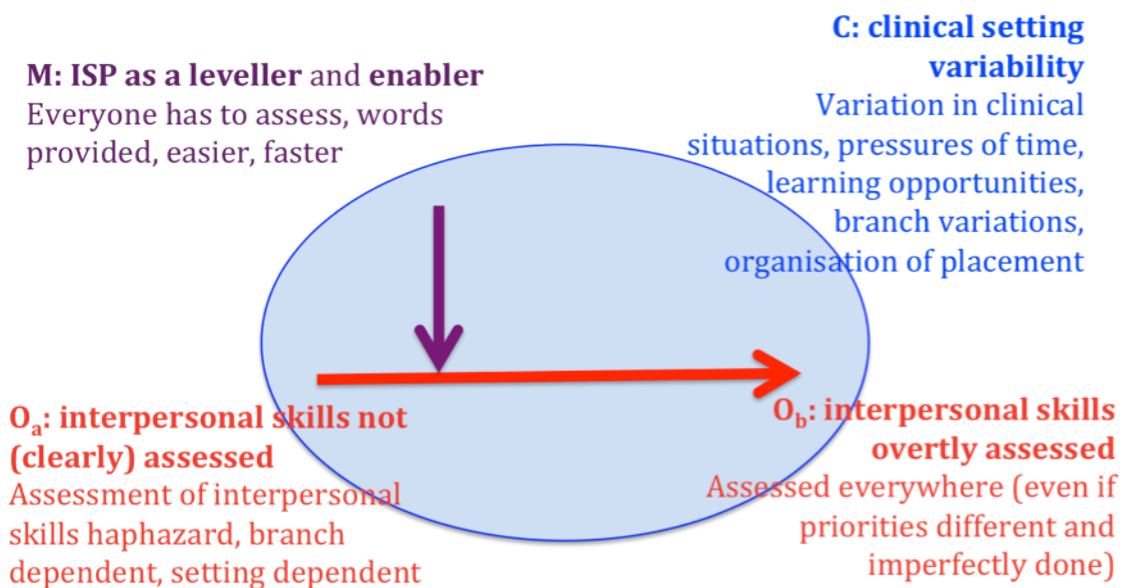 M: ISP as a leveller and enabler
Everyone has to assess, words
provided, easier, faster
C: clinical setting
variability
Variation in clinical
situations, pressures of time,
learning opportunities,
branch variations,
organisation of placement
Oa: interpersonal skills not
(clearly) assessed
Assessment of interpersonal
skills haphazard, branch
dependent, setting dependent
Ob: interpersonal skills
overtly assessed
Assessed everywhere (even if
priorities different and
imperfectly done)